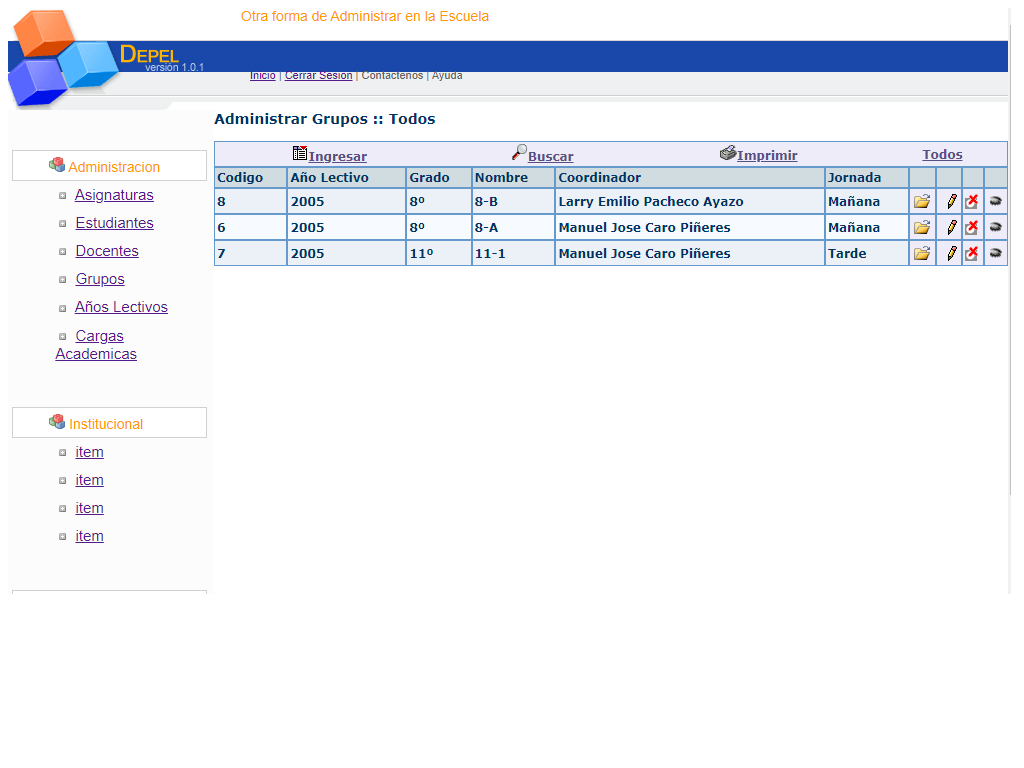 Otra forma de Administrar en la Escuela
DEPEL
versión 1.0.1
Inicio | Cerrar Sesión | Contactenos | Ayuda
Administrar Grupos :: Todos
Ingresar Buscar Imprimir Todos
Codigo Año Lectivo Grado Nombre Coordinador Jornada
8 2005 8º 8-B Larry Emilio Pacheco Ayazo Mañana
6 2005 8º 8-A Manuel Jose Caro Piñeres Mañana
7 2005 11º 11-1 Manuel Jose Caro Piñeres Tarde
Administracion
Asignaturas
Estudiantes
Docentes
Grupos
Años Lectivos
Cargas
Academicas
Institucional
item
item
item
item